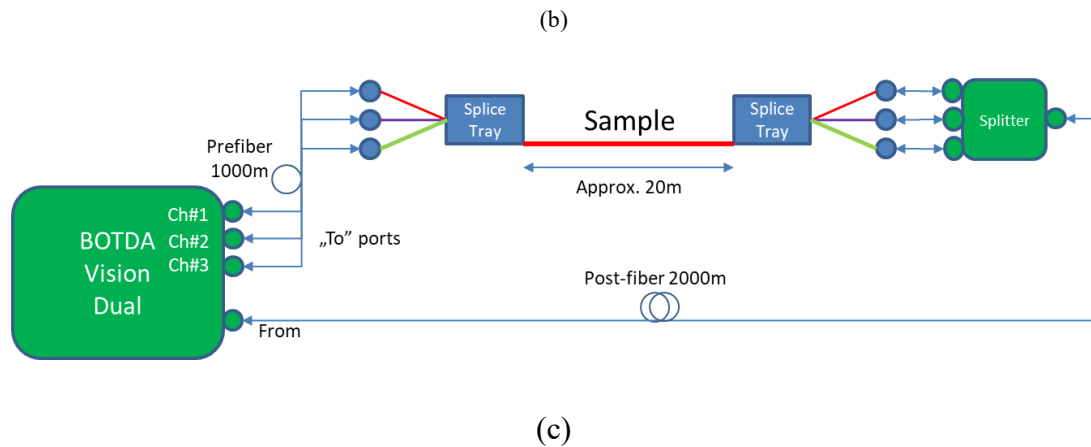 (b)
Splice
Tray
Sample
Splice
Tray
Splitter
Prefiber
1000m
Approx. 20m
Ch#1
Ch#2
Ch#3
BOTDA
Vision
Dual
„To” ports
Post-fiber 2000m
From
(c)